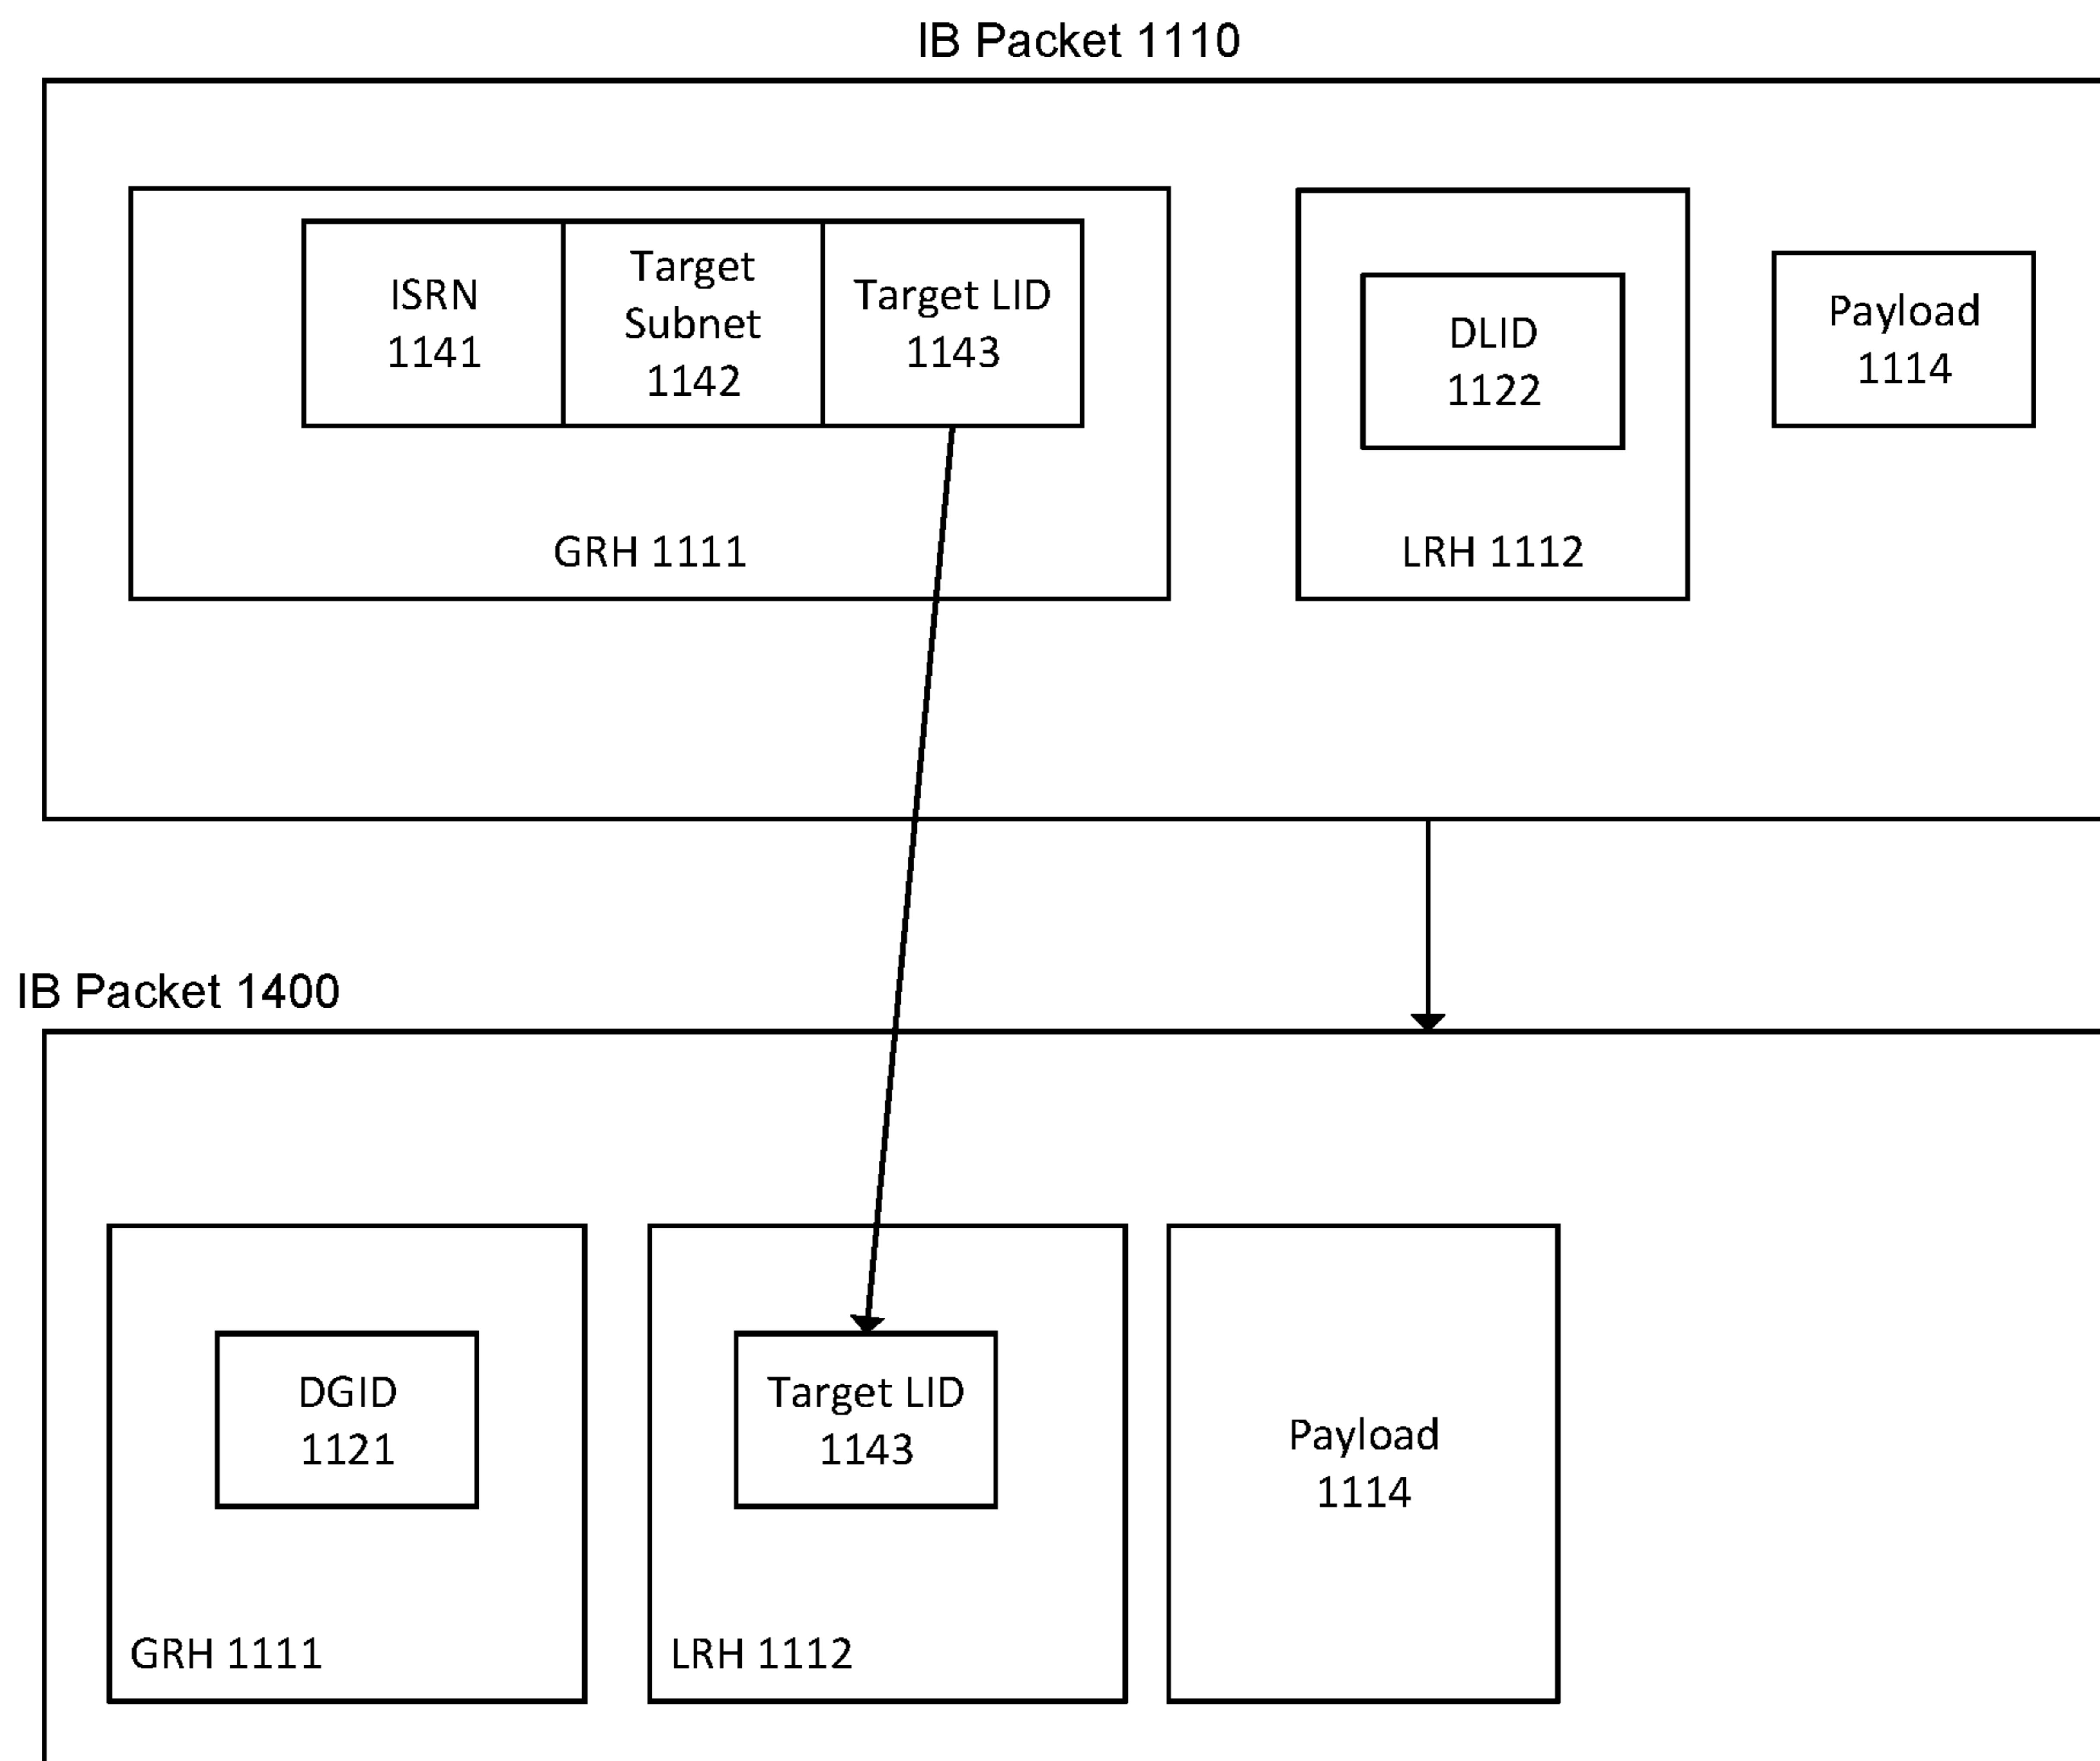 IB Packet 1110
ISRN
1141
Target
Subnet
1142
Target LID
1143
GRH 1111
DLID
1122
LRH 1112
Payload
1114
IB Packet 1400
DGID
1121
GRH 1111
Target LID
1143
LRH 1112
Payload
1114